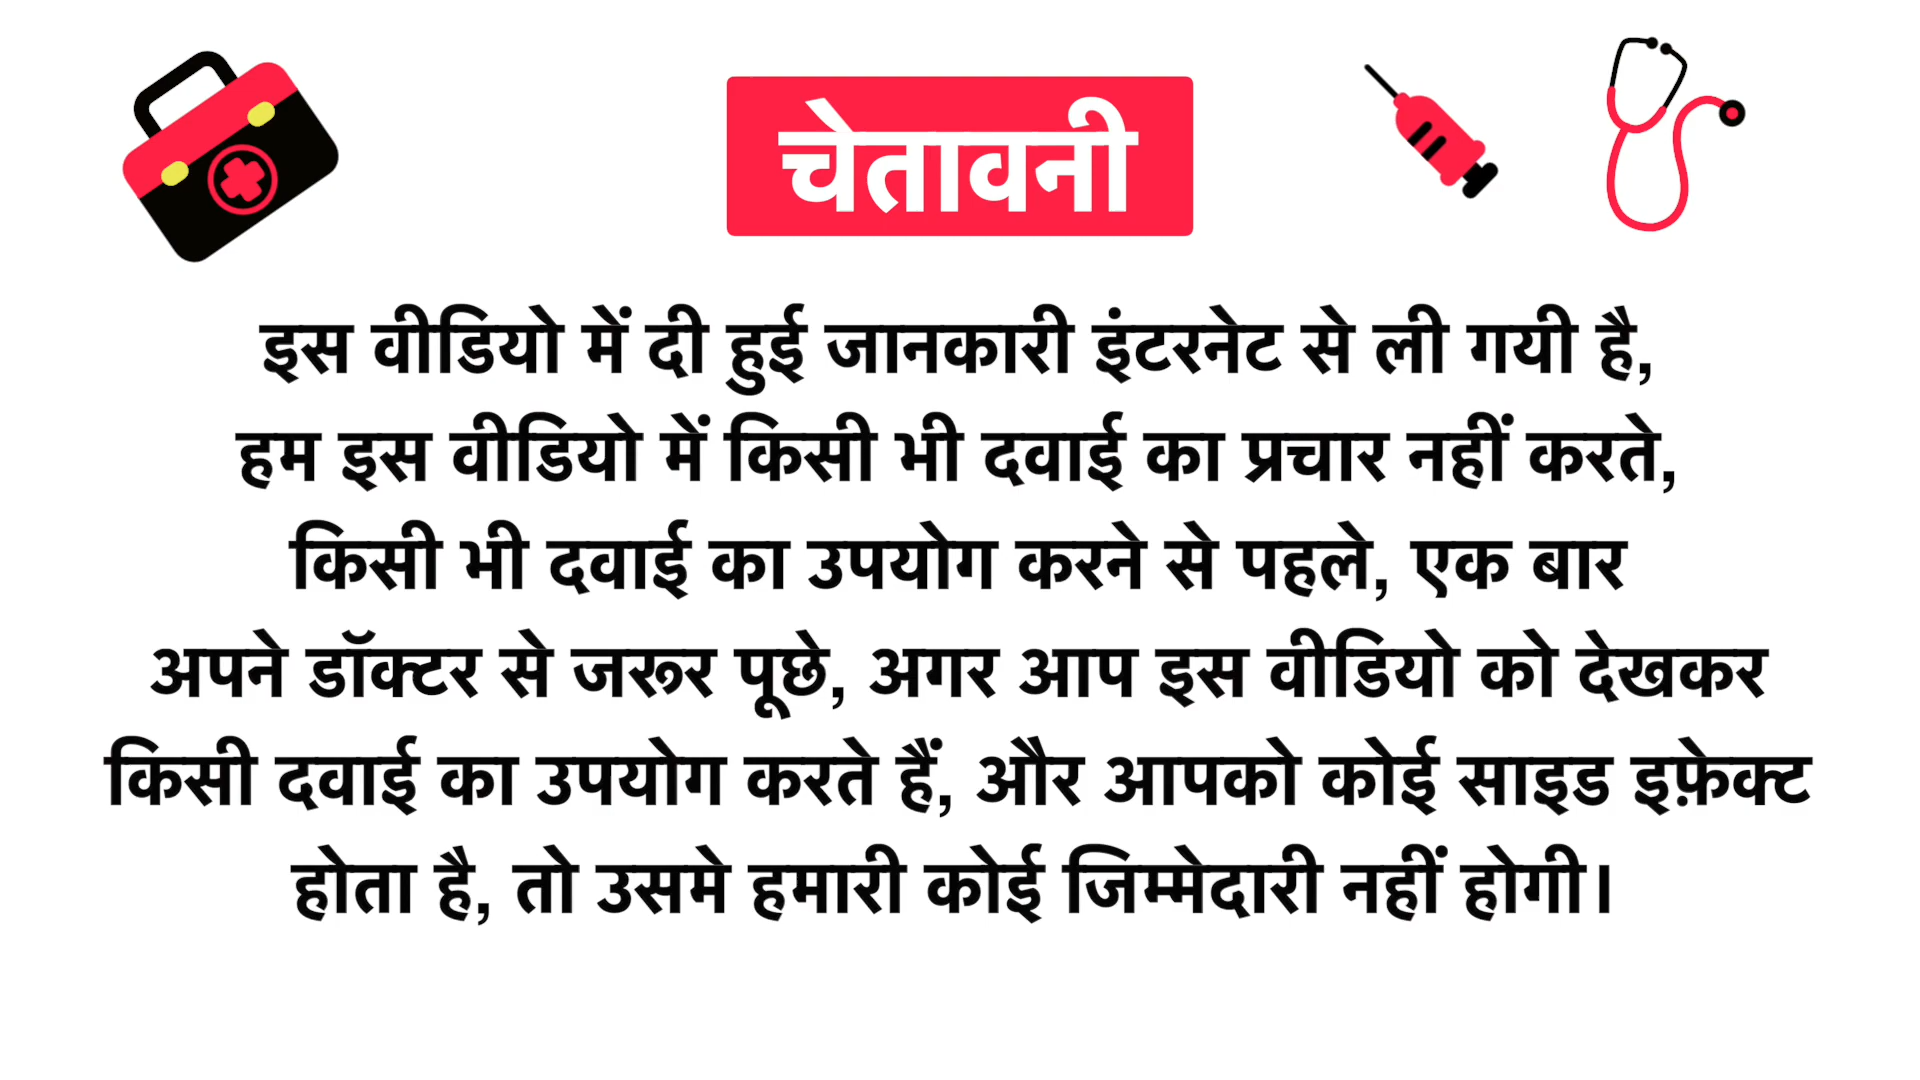 चेतावनी
इस वीडियो में दी हुई जानकारी इंटरनेट से ली गयी है,
हम इस वीडियो में किसी भी दवाई का प्रचार नहीं करते,
किसी भी दवाई का उपयोग करने से पहले, एक बार
अपने डॉक्टर से जरूर पूछे, अगर आप इस वीडियो को देखकर
किसी दवाई का उपयोग करते हैं, और आपको कोई साइड इफ़ेक्ट
होता है, तो उसमे हमारी कोई जिम्मेदारी नहीं होगी।